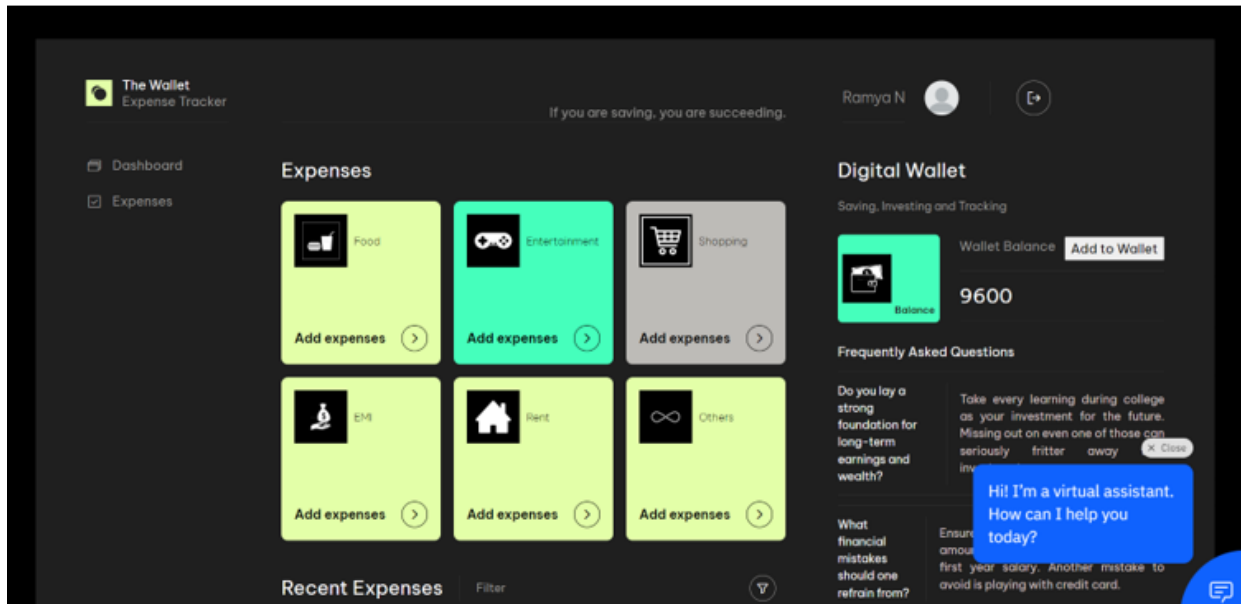 The Wallet
Expense Tracker
If you are saving, you are succeeding.
Ramya N
Dashboard
Expenses
Expenses
Food
Add expenses
Entertainment
Add expenses
Shopping
Add expenses
EMI
Add expenses
Rent
Add expenses
Others
Add expenses
Recent Expenses
Filter
Digital Wallet
Saving, Investing and Tracking
Balance
Wallet Balance
Add to Wallet
9600
Frequently Asked Questions
Do you lay a
strong
foundation for
long-term
earnings and
wealth?
Take every learning during college
as your investment for the future.
Missing out on even one of those can
seriously fritter away
What
financial
mistakes
should one
refrain from?
first year salary. Another mistake to
avoid is playing with credit card.
× Close
Hi! I'm a virtual assistant.
How can I help you
today?